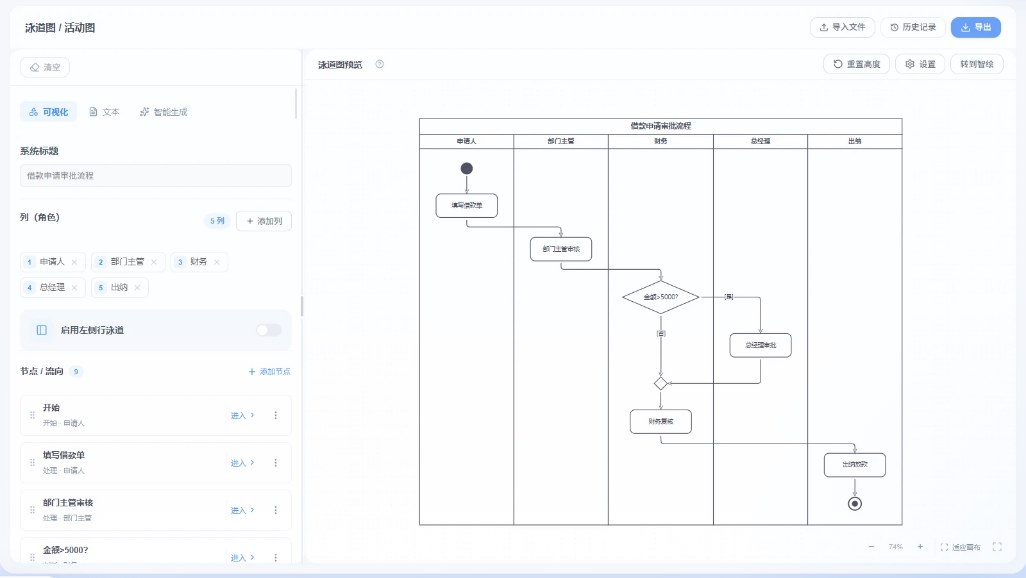 泳道图 / 活动图
导入文件
历史记录
导出
清空
泳道图预览
重置高度
设置
转到智绘
可视化
文本
智能生成
系统标题
借款申请审批流程
列（角色）
5 列
+ 添加列
1 申请人 ×
2 部门主管 ×
3 财务 ×
4 总经理 ×
5 出纳 ×
启用左侧行泳道
节点 / 流向 9
+ 添加节点
开始
开始 · 申请人
进入 >
填写借款单
处理 · 申请人
进入 >
部门主管审核
处理 · 部门主管
进入 >
金额>5000?
进入 >
借款申请审批流程
申请人
部门主管
财务
总经理
出纳
填写借款单
部门主管审核
金额>5000?
[是]
[否]
总经理审批
财务复核
出纳放款
− 74% +
适应画布